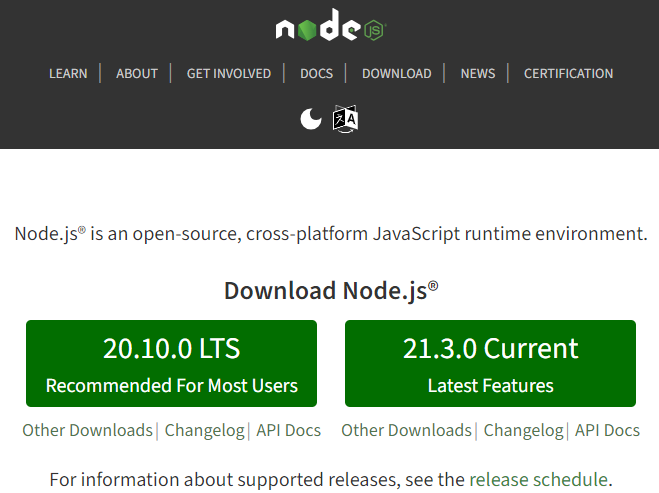 node JS
LEARN | ABOUT | GET INVOLVED | DOCS | DOWNLOAD | NEWS | CERTIFICATION
文A
Node.js® is an open-source, cross-platform JavaScript runtime environment.
Download Node.js®
20.10.0 LTS
Recommended For Most Users
21.3.0 Current
Latest Features
Other Downloads | Changelog | API Docs
Other Downloads | Changelog | API Docs
For information about supported releases, see the release schedule.